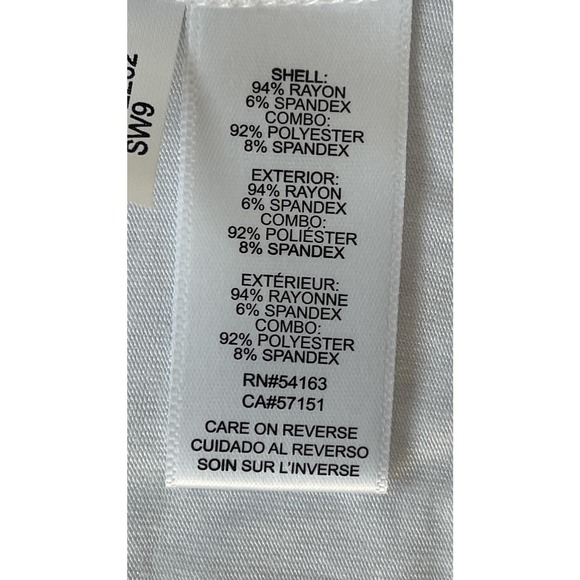 SW9
SHELL:
94% RAYON
6% SPANDEX
COMBO:
92% POLYESTER
8% SPANDEX
EXTERIOR:
94% RAYON
6% SPANDEX
COMBO:
92% POLIÉSTER
8% SPANDEX
EXTÉRIEUR:
94% RAYONNE
6% SPANDEX
COMBO:
92% POLYESTER
8% SPANDEX
RN#54163
CA#57151
CARE ON REVERSE
CUIDADO AL REVERSO
SOIN SUR L'INVERSE